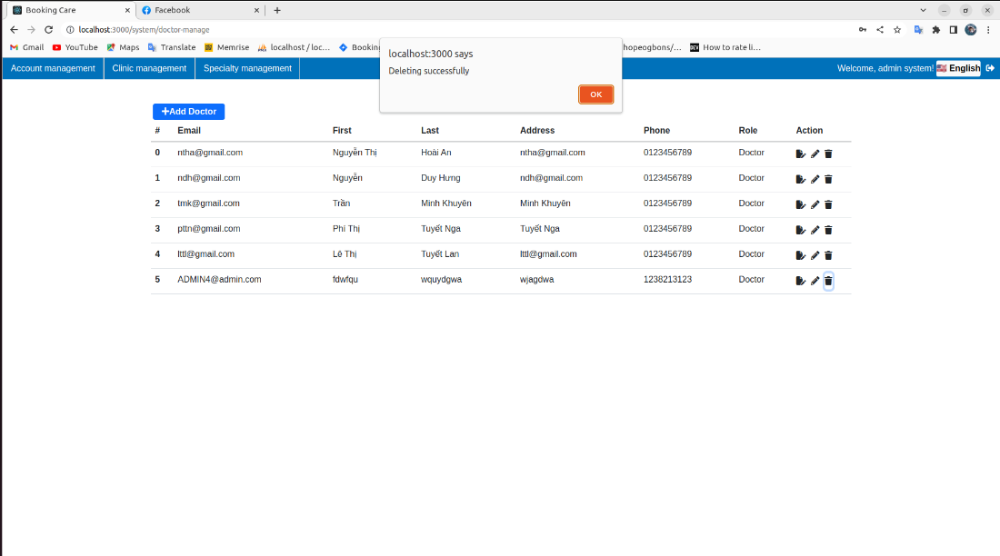 Booking Care
Facebook
localhost:3000/system/doctor-manage
Gmail YouTube Maps Translate Memrise localhost / loc... Bookin hopeogbons/... DEV How to rate li...
localhost:3000 says
Deleting successfully
OK
Account management Clinic management Specialty management Welcome, admin system! English
Add Doctor
# Email First Last Address Phone Role Action
0 ntha@gmail.com Nguyễn Thị Hoài An ntha@gmail.com 0123456789 Doctor
1 ndh@gmail.com Nguyễn Duy Hưng ndh@gmail.com 0123456789 Doctor
2 tmk@gmail.com Trần Minh Khuyên Minh Khuyên 0123456789 Doctor
3 pttn@gmail.com Phí Thị Tuyết Nga Tuyết Nga 0123456789 Doctor
4 lttl@gmail.com Lê Thị Tuyết Lan lttl@gmail.com 0123456789 Doctor
5 ADMIN4@admin.com fdwfqu wquydgwa wjagdwa 1238213123 Doctor